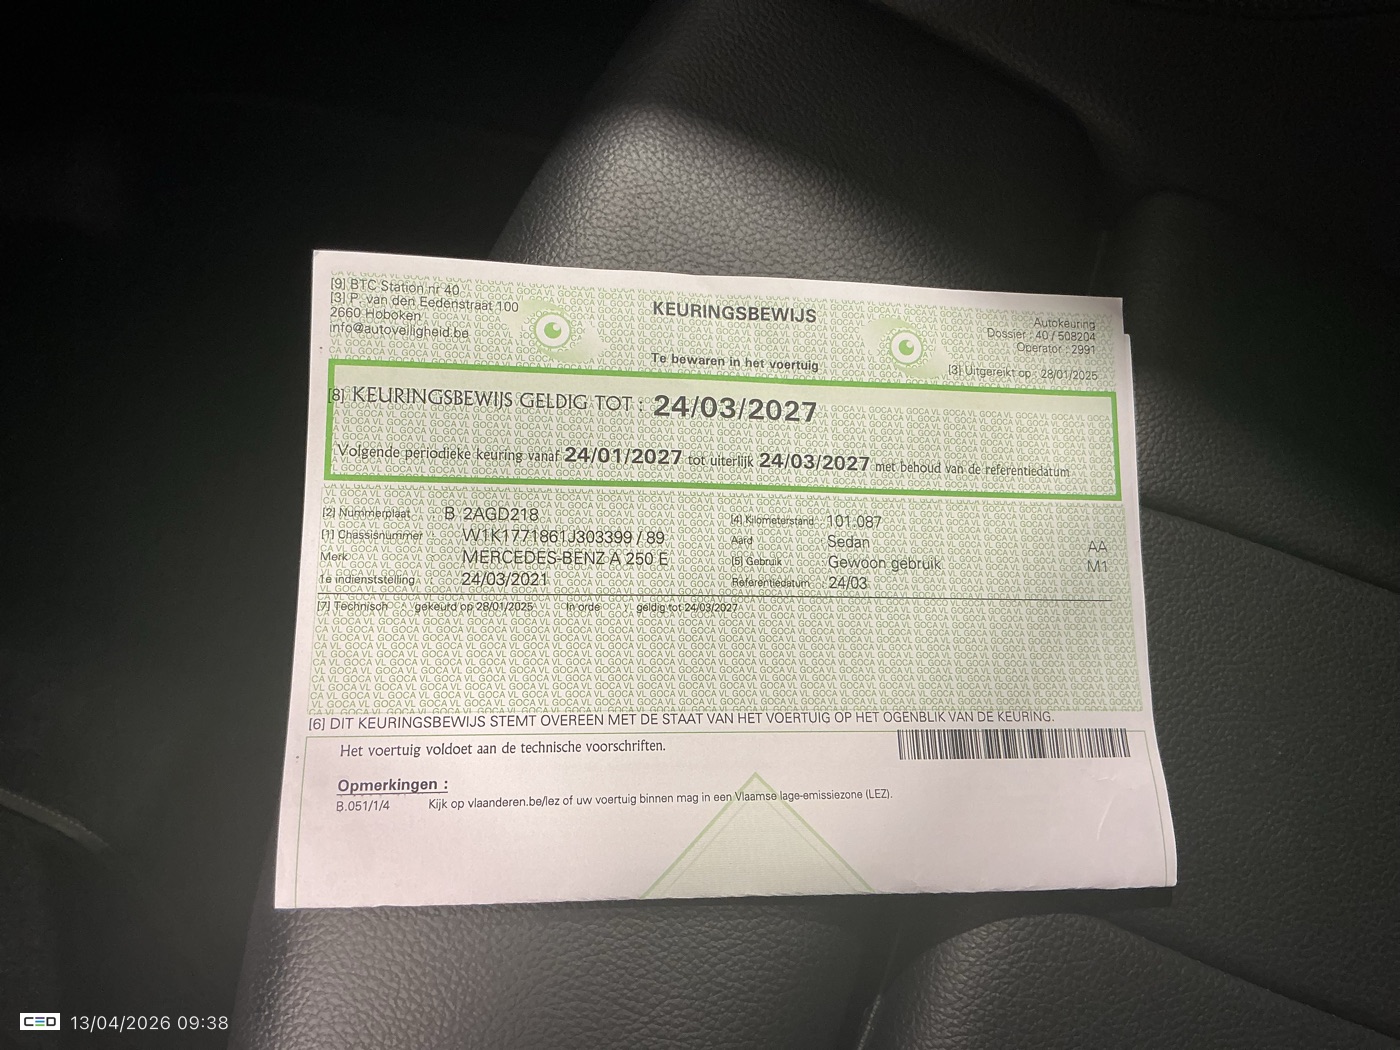 [9] BTC Station nr 40
[3] P. van den Eedenstraat 100
2660 Hoboken
info@autoveiligheid.be
KEURINGSBEWIJS
Te bewaren in het voertuig
Autokeuring
Dossier : 40 / 508204
Operator : 2991
[3] Uitgereikt op : 28/01/2025
[8] KEURINGSBEWIJS GELDIG TOT : 24/03/2027
Volgende periodieke keuring vanaf 24/01/2027 tot uiterlijk 24/03/2027 met behoud van de referentiedatum
[2] Nummerplaat B 2AGD218
[1] Chassisnummer W1K1771861J303399 / 89
Merk MERCEDES-BENZ A 250 E
1e indienststelling 24/03/2021
[4] Kilometerstand : 101.087
Aard Sedan AA
[5] Gebruik Gewoon gebruik M1
Referentiedatum : 24/03
[7] Technisch gekeurd op 28/01/2025 In orde geldig tot 24/03/2027
[6] DIT KEURINGSBEWIJS STEMT OVEREEN MET DE STAAT VAN HET VOERTUIG OP HET OGENBLIK VAN DE KEURING.
Het voertuig voldoet aan de technische voorschriften.
Opmerkingen :
B.051/1/4 Kijk op vlaanderen.be/lez of uw voertuig binnen mag in een Vlaamse lage-emissiezone (LEZ).
CED 13/04/2026 09:38